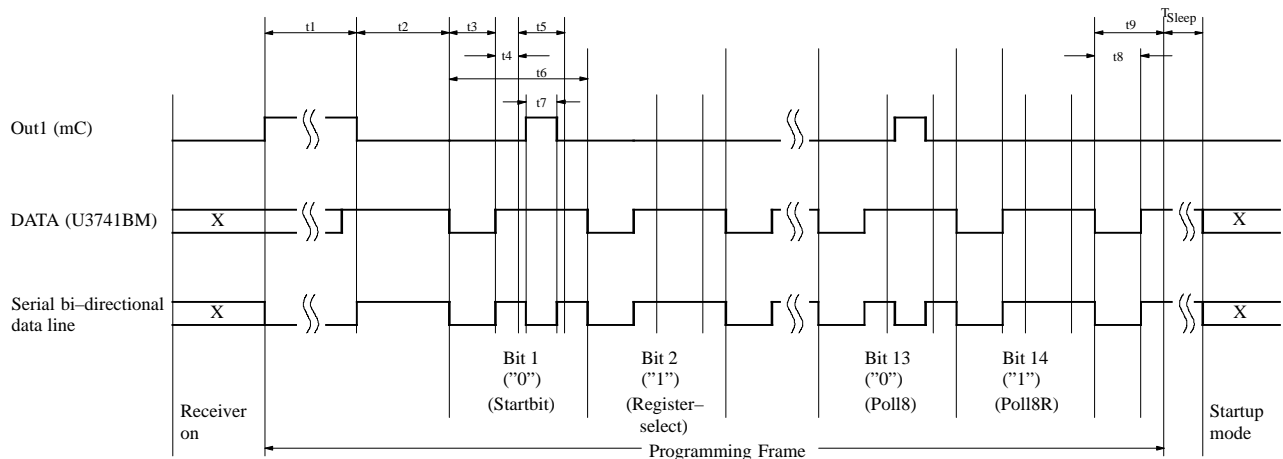 t1
t2
t3
t5
t9
TSleep
t4
t8
t6
t7
Out1 (mC)
DATA (U3741BM)
X
X
Serial bi–directional
data line
X
X
Bit 1
(”0”)
(Startbit)
Bit 2
(”1”)
(Register–
select)
Bit 13
(”0”)
(Poll8)
Bit 14
(”1”)
(Poll8R)
Receiver
on
Startup
mode
Programming Frame